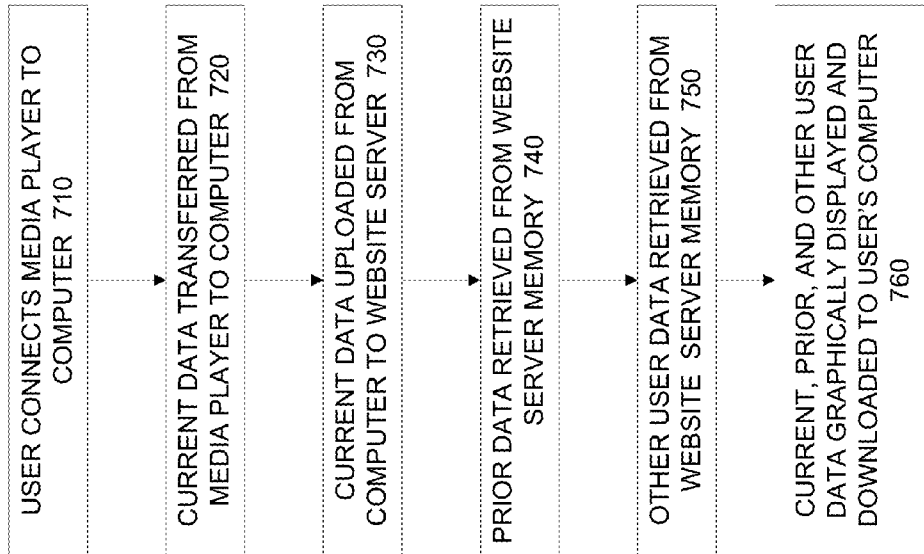 USER CONNECTS MEDIA PLAYER TO
COMPUTER 710
CURRENT DATA TRANSFERRED FROM
MEDIA PLAYER TO COMPUTER 720
CURRENT DATA UPLOADED FROM
COMPUTER TO WEBSITE SERVER 730
PRIOR DATA RETRIEVED FROM WEBSITE
SERVER MEMORY 740
OTHER USER DATA RETRIEVED FROM
WEBSITE SERVER MEMORY 750
CURRENT, PRIOR, AND OTHER USER
DATA GRAPHICALLY DISPLAYED AND
DOWNLOADED TO USER'S COMPUTER
760